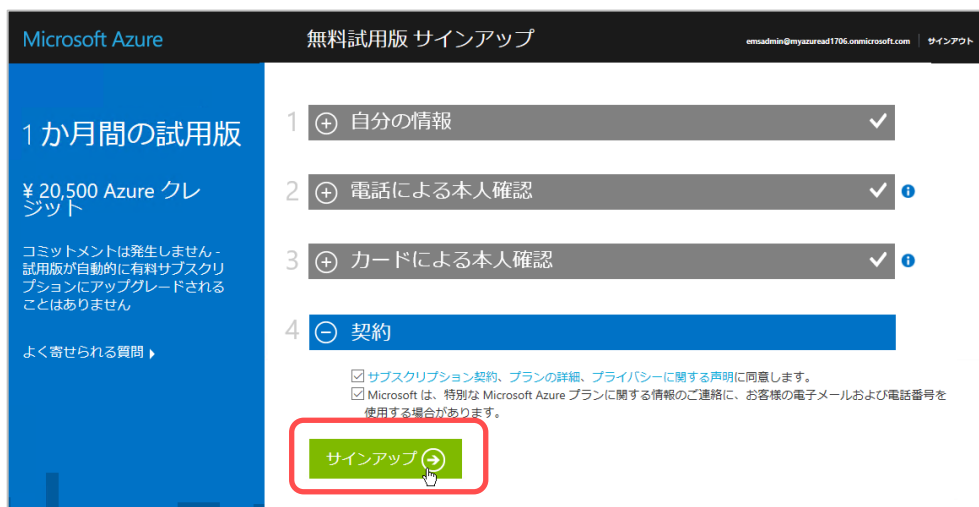 Microsoft Azure
無料試用版 サインアップ
emsadmin@myazuread1706.onmicrosoft.com
サインアウト
1か月間の試用版
¥ 20,500 Azure クレ
ジット
コミットメントは発生しません -
試用版が自動的に有料サブスクリ
プションにアップグレードされる
ことはありません
よく寄せられる質問
1 自分の情報
2 電話による本人確認
3 カードによる本人確認
4 契約
サブスクリプション契約、プランの詳細、プライバシーに関する声明に同意します。
Microsoft は、特別な Microsoft Azure プランに関する情報のご連絡に、お客様の電子メールおよび電話番号を
使用する場合があります。
サインアップ